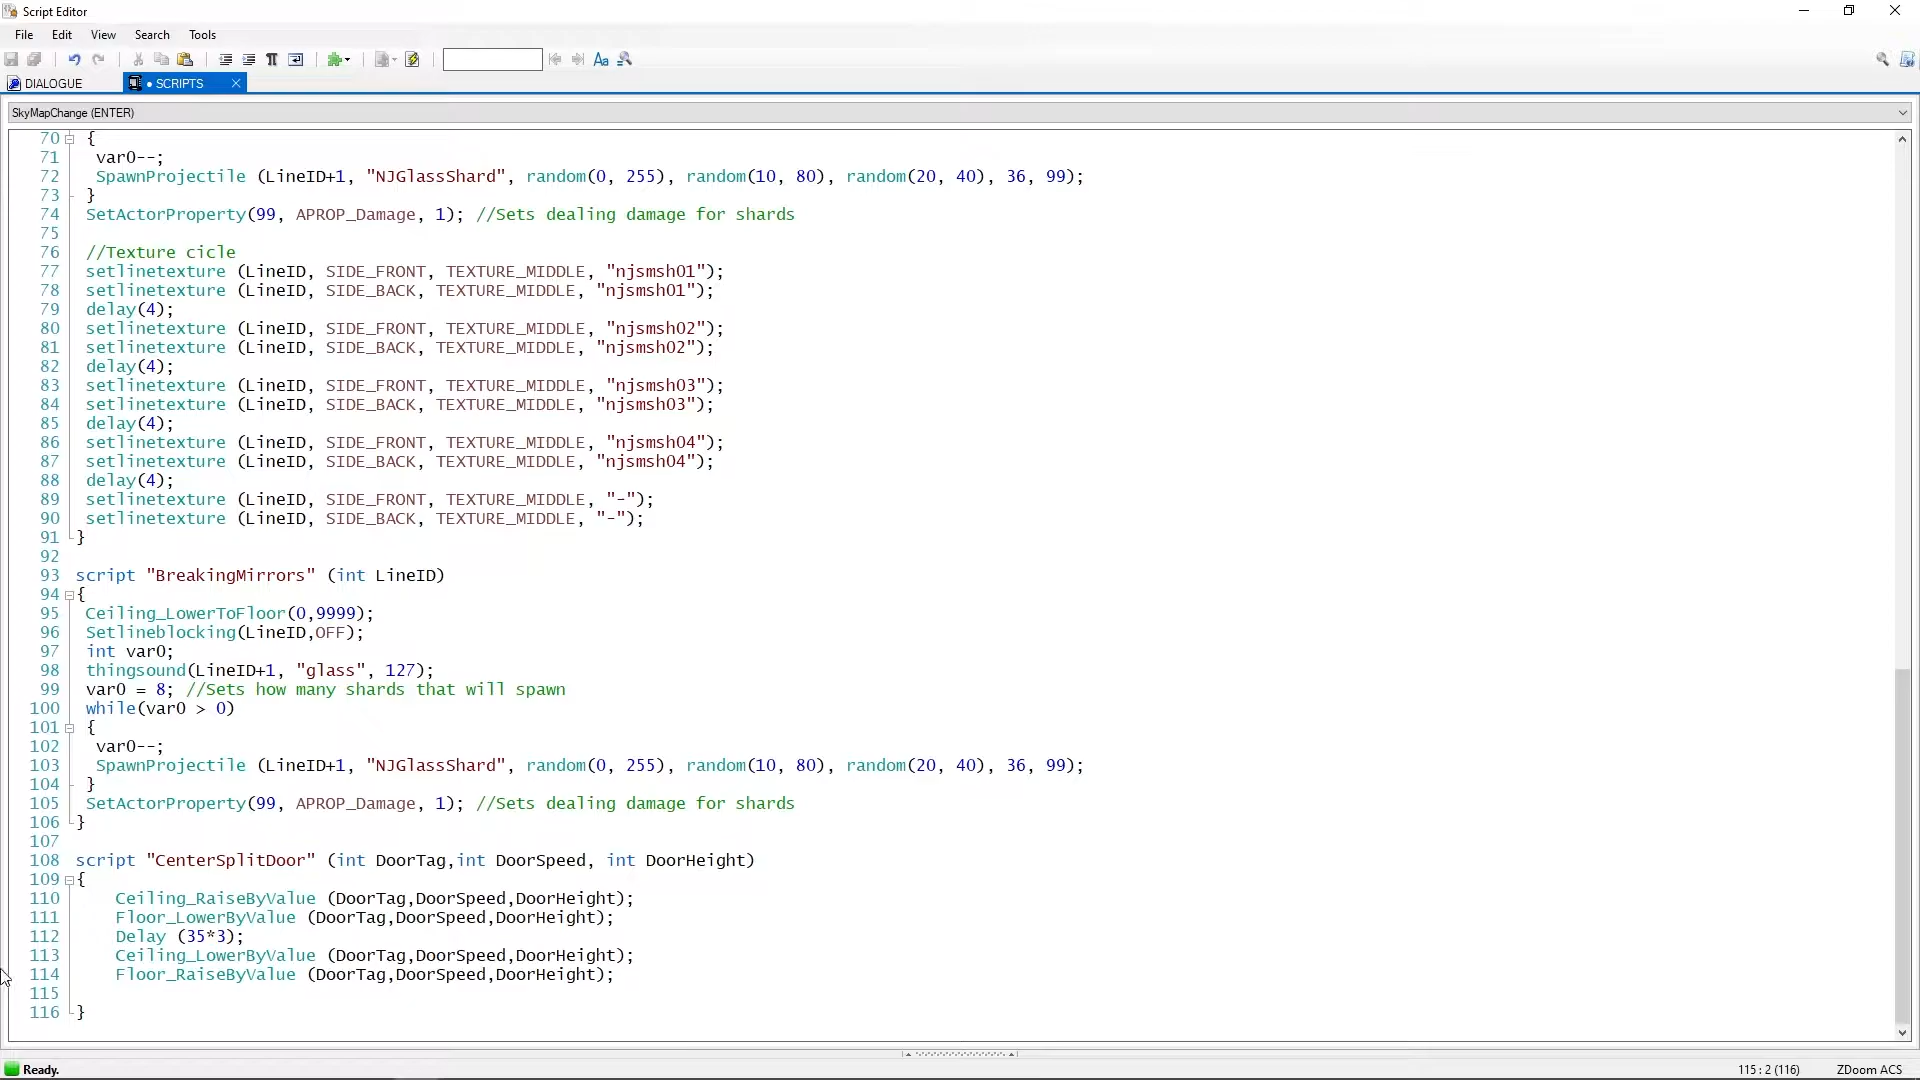 Script Editor
File Edit View Search Tools
DIALOGUE • SCRIPTS
SkyMapChange (ENTER)
70 {
71 var0--;
72 SpawnProjectile (LineID+1, "NJGlassShard", random(0, 255), random(10, 80), random(20, 40), 36, 99);
73 }
74 SetActorProperty(99, APROP_Damage, 1); //Sets dealing damage for shards
75
76 //Texture cicle
77 setlinetexture (LineID, SIDE_FRONT, TEXTURE_MIDDLE, "njsmsh01");
78 setlinetexture (LineID, SIDE_BACK, TEXTURE_MIDDLE, "njsmsh01");
79 delay(4);
80 setlinetexture (LineID, SIDE_FRONT, TEXTURE_MIDDLE, "njsmsh02");
81 setlinetexture (LineID, SIDE_BACK, TEXTURE_MIDDLE, "njsmsh02");
82 delay(4);
83 setlinetexture (LineID, SIDE_FRONT, TEXTURE_MIDDLE, "njsmsh03");
84 setlinetexture (LineID, SIDE_BACK, TEXTURE_MIDDLE, "njsmsh03");
85 delay(4);
86 setlinetexture (LineID, SIDE_FRONT, TEXTURE_MIDDLE, "njsmsh04");
87 setlinetexture (LineID, SIDE_BACK, TEXTURE_MIDDLE, "njsmsh04");
88 delay(4);
89 setlinetexture (LineID, SIDE_FRONT, TEXTURE_MIDDLE, "-");
90 setlinetexture (LineID, SIDE_BACK, TEXTURE_MIDDLE, "-");
91 }
92
93 script "BreakingMirrors" (int LineID)
94 {
95 Ceiling_LowerToFloor(0,9999);
96 Setlineblocking(LineID,OFF);
97 int var0;
98 thingsound(LineID+1, "glass", 127);
99 var0 = 8; //Sets how many shards that will spawn
100 while(var0 > 0)
101 {
102 var0--;
103 SpawnProjectile (LineID+1, "NJGlassShard", random(0, 255), random(10, 80), random(20, 40), 36, 99);
104 }
105 SetActorProperty(99, APROP_Damage, 1); //Sets dealing damage for shards
106 }
107
108 script "CenterSplitDoor" (int DoorTag,int DoorSpeed, int DoorHeight)
109 {
110 Ceiling_RaiseByValue (DoorTag,DoorSpeed,DoorHeight);
111 Floor_LowerByValue (DoorTag,DoorSpeed,DoorHeight);
112 Delay (35*3);
113 Ceiling_LowerByValue (DoorTag,DoorSpeed,DoorHeight);
114 Floor_RaiseByValue (DoorTag,DoorSpeed,DoorHeight);
115
116 }
Ready. 115 : 2 (116) ZDoom ACS